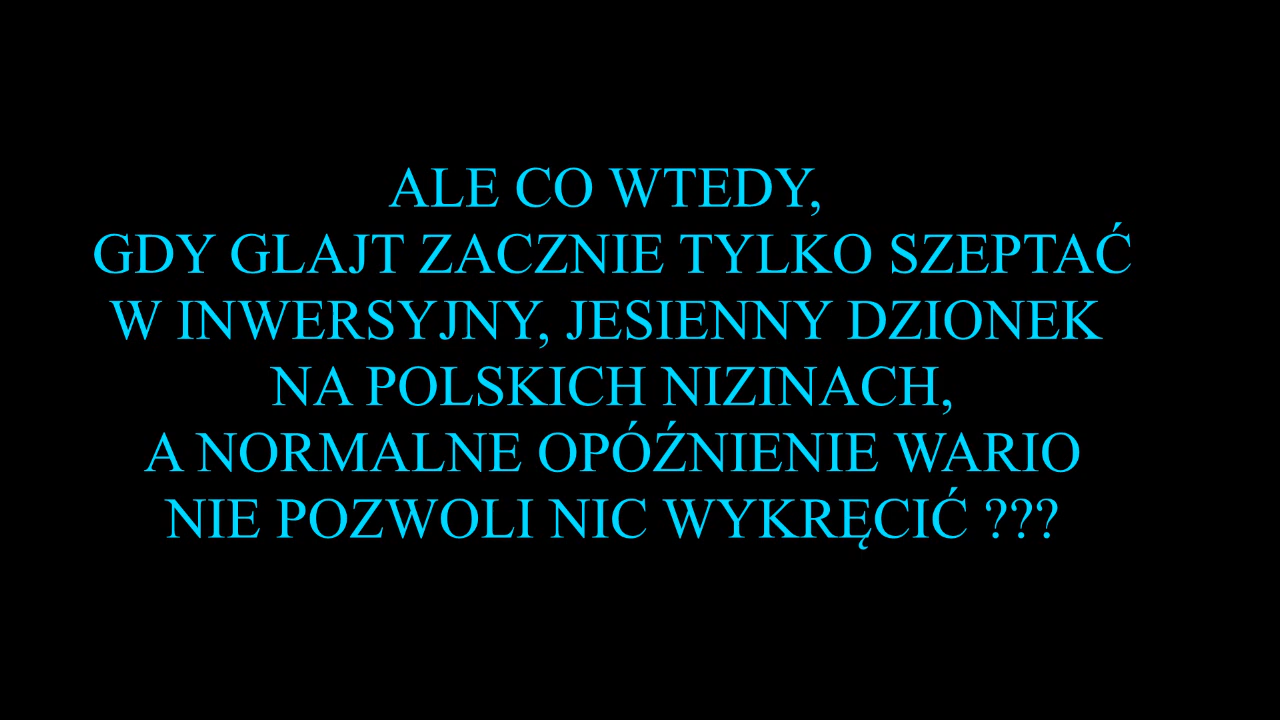 ALE CO WTEDY,
GDY GLAJT ZACZNIE TYLKO SZEPTAĆ
W INWERSYJNY, JESIENNY DZIONEK
NA POLSKICH NIZINACH,
A NORMALNE OPÓŹNIENIE WARIO
NIE POZWOLI NIC WYKRĘCIĆ ???